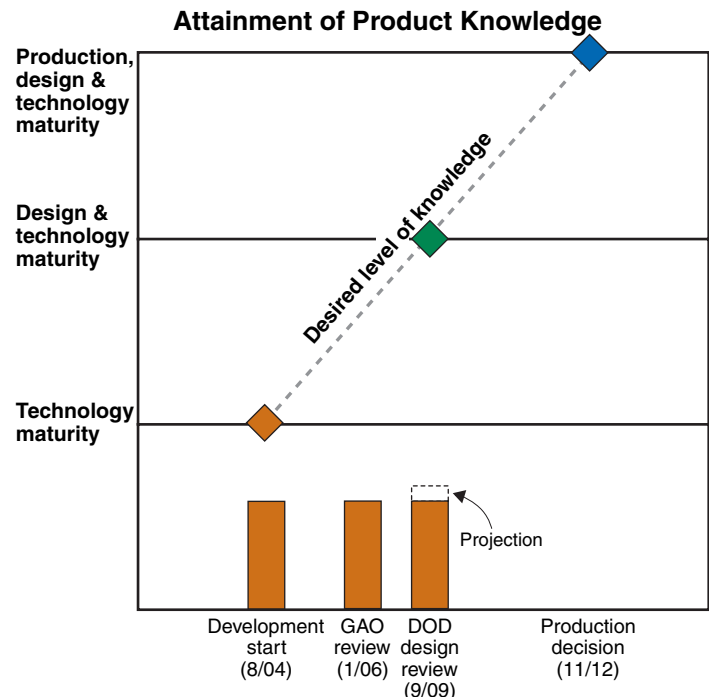 Attainment of Product Knowledge
Production,
design &
technology
maturity
Design &
technology
maturity
Desired level of knowledge
Technology
maturity
Projection
Development
start
(8/04)
GAO
review
(1/06)
DOD
design
review
(9/09)
Production
decision
(11/12)